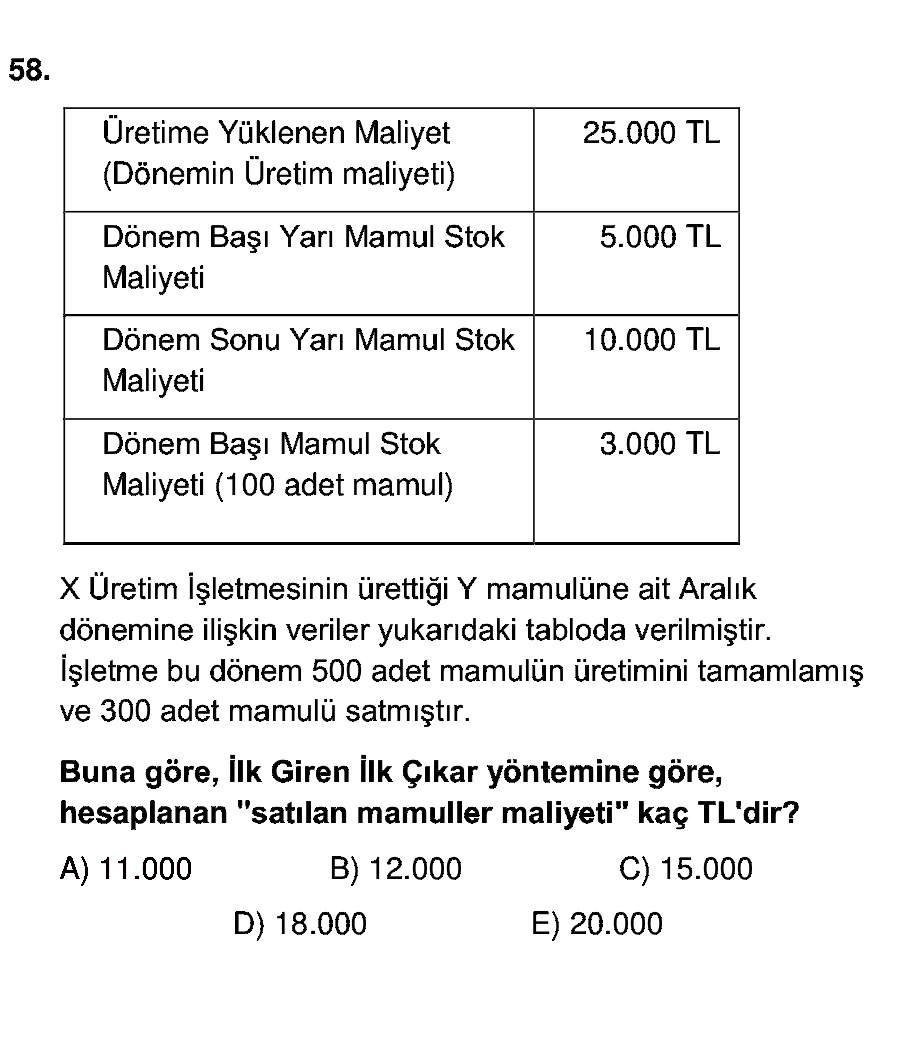 58.
Üretime Yüklenen Maliyet 25.000 TL
(Dönemin Üretim maliyeti)
Dönem Başı Yarı Mamul Stok 5.000 TL
Maliyeti
Dönem Sonu Yarı Mamul Stok 10.000 TL
Maliyeti
Dönem Başı Mamul Stok 3.000 TL
Maliyeti (100 adet mamul)
X Üretim İşletmesinin ürettiği Y mamulüne ait Aralık
dönemine ilişkin veriler yukarıdaki tabloda verilmiştir.
İşletme bu dönem 500 adet mamulün üretimini tamamlamış
ve 300 adet mamulü satmıştır.
Buna göre, İlk Giren İlk Çıkar yöntemine göre,
hesaplanan "satılan mamuller maliyeti" kaç TL'dir?
A) 11.000 B) 12.000 C) 15.000
D) 18.000 E) 20.000